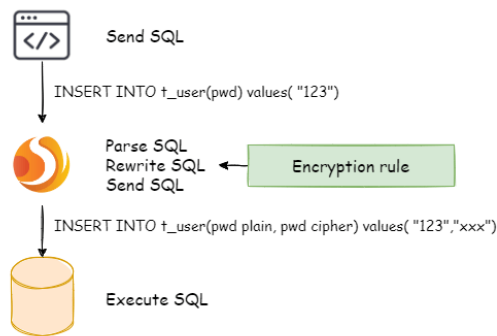 </>
Send SQL
INSERT INTO t_user(pwd) values( "123")
Parse SQL
Rewrite SQL
Send SQL
Encryption rule
INSERT INTO t_user(pwd plain, pwd cipher) values( "123","xxx")
Execute SQL